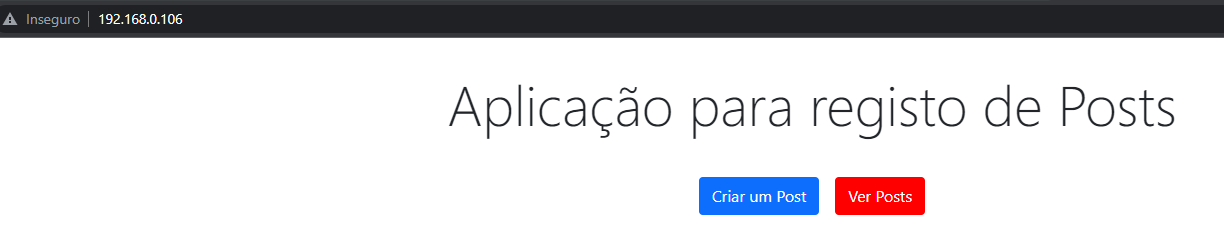 Inseguro 192.168.0.106
Aplicação para registo de Posts
Criar um Post Ver Posts